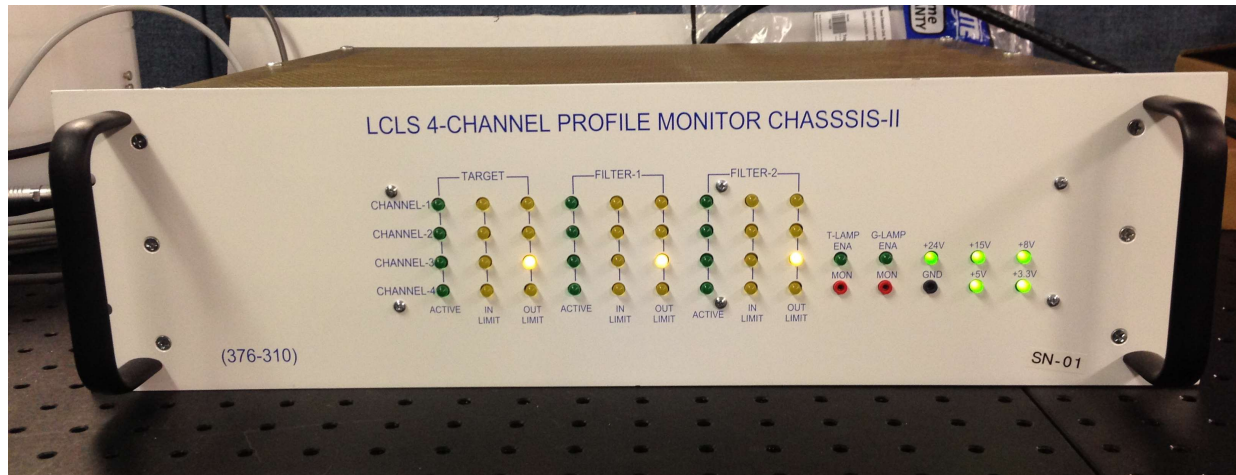 LCLS 4-CHANNEL PROFILE MONITOR CHASSSIS-II
TARGET
FILTER-1
FILTER-2
CHANNEL-1
CHANNEL-2
CHANNEL-3
CHANNEL-4
ACTIVE
IN LIMIT
OUT LIMIT
ACTIVE
IN LIMIT
OUT LIMIT
ACTIVE
IN LIMIT
OUT LIMIT
T-LAMP ENA
G-LAMP ENA
+24V
+15V
+8V
MON
MON
GND
+5V
+3.3V
(376-310)
SN-01